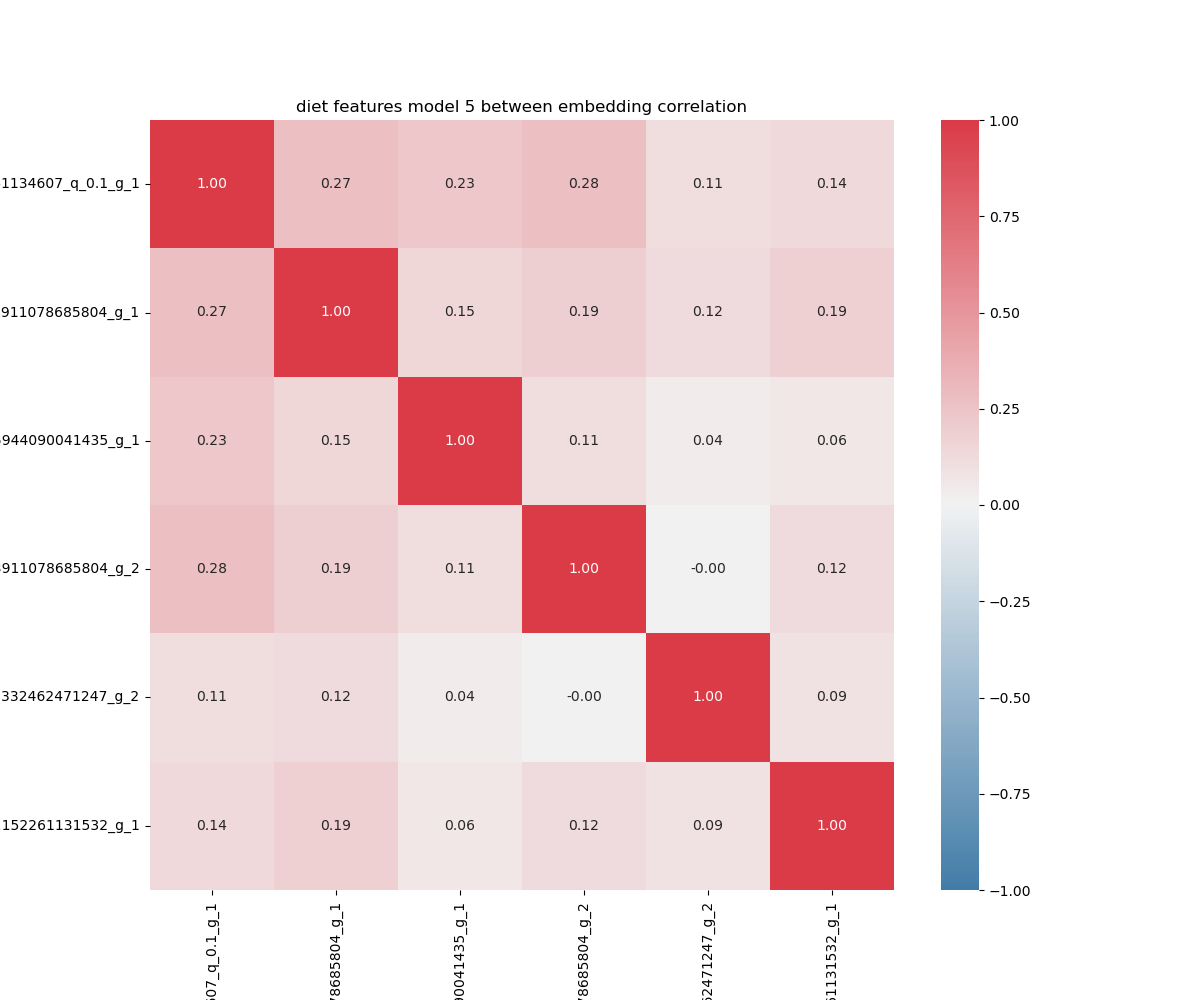 diet features model 5 between embedding correlation
1134607_q_0.1_g_1
911078685804_g_1
944090041435_g_1
911078685804_g_2
332462471247_g_2
152261131532_g_1
1.00 0.27 0.23 0.28 0.11 0.14
0.27 1.00 0.15 0.19 0.12 0.19
0.23 0.15 1.00 0.11 0.04 0.06
0.28 0.19 0.11 1.00 -0.00 0.12
0.11 0.12 0.04 -0.00 1.00 0.09
0.14 0.19 0.06 0.12 0.09 1.00
607_q_0.1_g_1
78685804_g_1
90041435_g_1
78685804_g_2
62471247_g_2
61131532_g_1
1.00
0.75
0.50
0.25
0.00
−0.25
−0.50
−0.75
−1.00